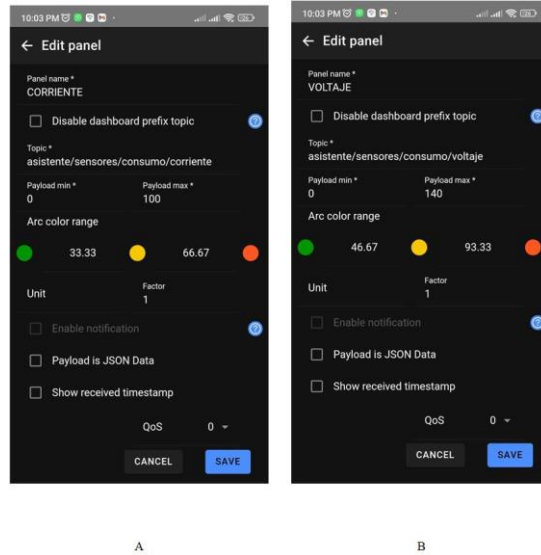 10:03 PM
← Edit panel
Panel name *
CORRIENTE
Disable dashboard prefix topic
Topic *
asistente/sensores/consumo/corriente
Payload min * Payload max *
0 100
Arc color range
33.33 66.67
Unit Factor
1
Enable notification
Payload is JSON Data
Show received timestamp
QoS 0
CANCEL SAVE
A
10:03 PM
← Edit panel
Panel name *
VOLTAJE
Disable dashboard prefix topic
Topic *
asistente/sensores/consumo/voltaje
Payload min * Payload max *
0 140
Arc color range
46.67 93.33
Unit Factor
1
Enable notification
Payload is JSON Data
Show received timestamp
QoS 0
CANCEL SAVE
B